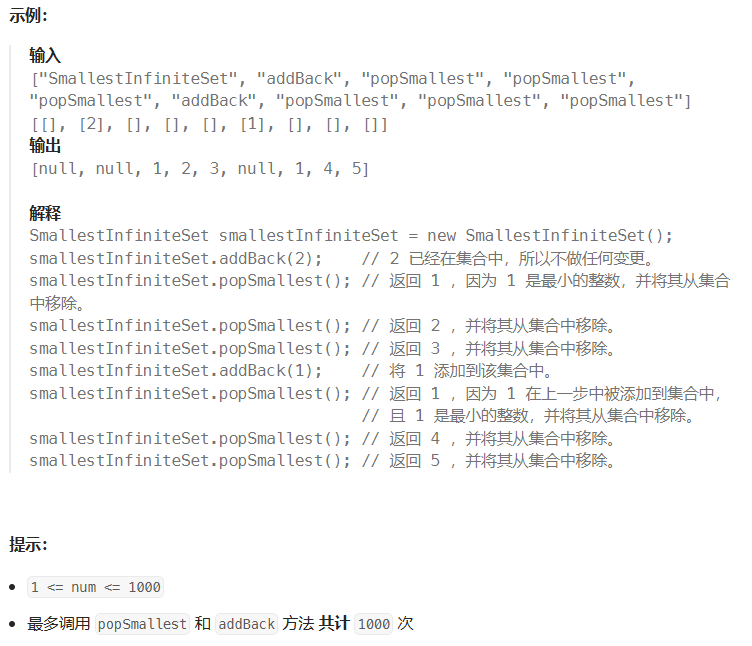 示例：
输入
["SmallestInfiniteSet", "addBack", "popSmallest", "popSmallest",
"popSmallest", "addBack", "popSmallest", "popSmallest", "popSmallest"]
[[], [2], [], [], [], [1], [], [], []]
输出
[null, null, 1, 2, 3, null, 1, 4, 5]
解释
SmallestInfiniteSet smallestInfiniteSet = new SmallestInfiniteSet();
smallestInfiniteSet.addBack(2);    // 2 已经在集合中，所以不做任何变更。
smallestInfiniteSet.popSmallest(); // 返回 1 ，因为 1 是最小的整数，并将其从集合
中移除。
smallestInfiniteSet.popSmallest(); // 返回 2 ，并将其从集合中移除。
smallestInfiniteSet.popSmallest(); // 返回 3 ，并将其从集合中移除。
smallestInfiniteSet.addBack(1);    // 将 1 添加到该集合中。
smallestInfiniteSet.popSmallest(); // 返回 1 ，因为 1 在上一步中被添加到集合中，
// 且 1 是最小的整数，并将其从集合中移除。
smallestInfiniteSet.popSmallest(); // 返回 4 ，并将其从集合中移除。
smallestInfiniteSet.popSmallest(); // 返回 5 ，并将其从集合中移除。
提示：
• 1 <= num <= 1000
• 最多调用 popSmallest 和 addBack 方法 共计 1000 次